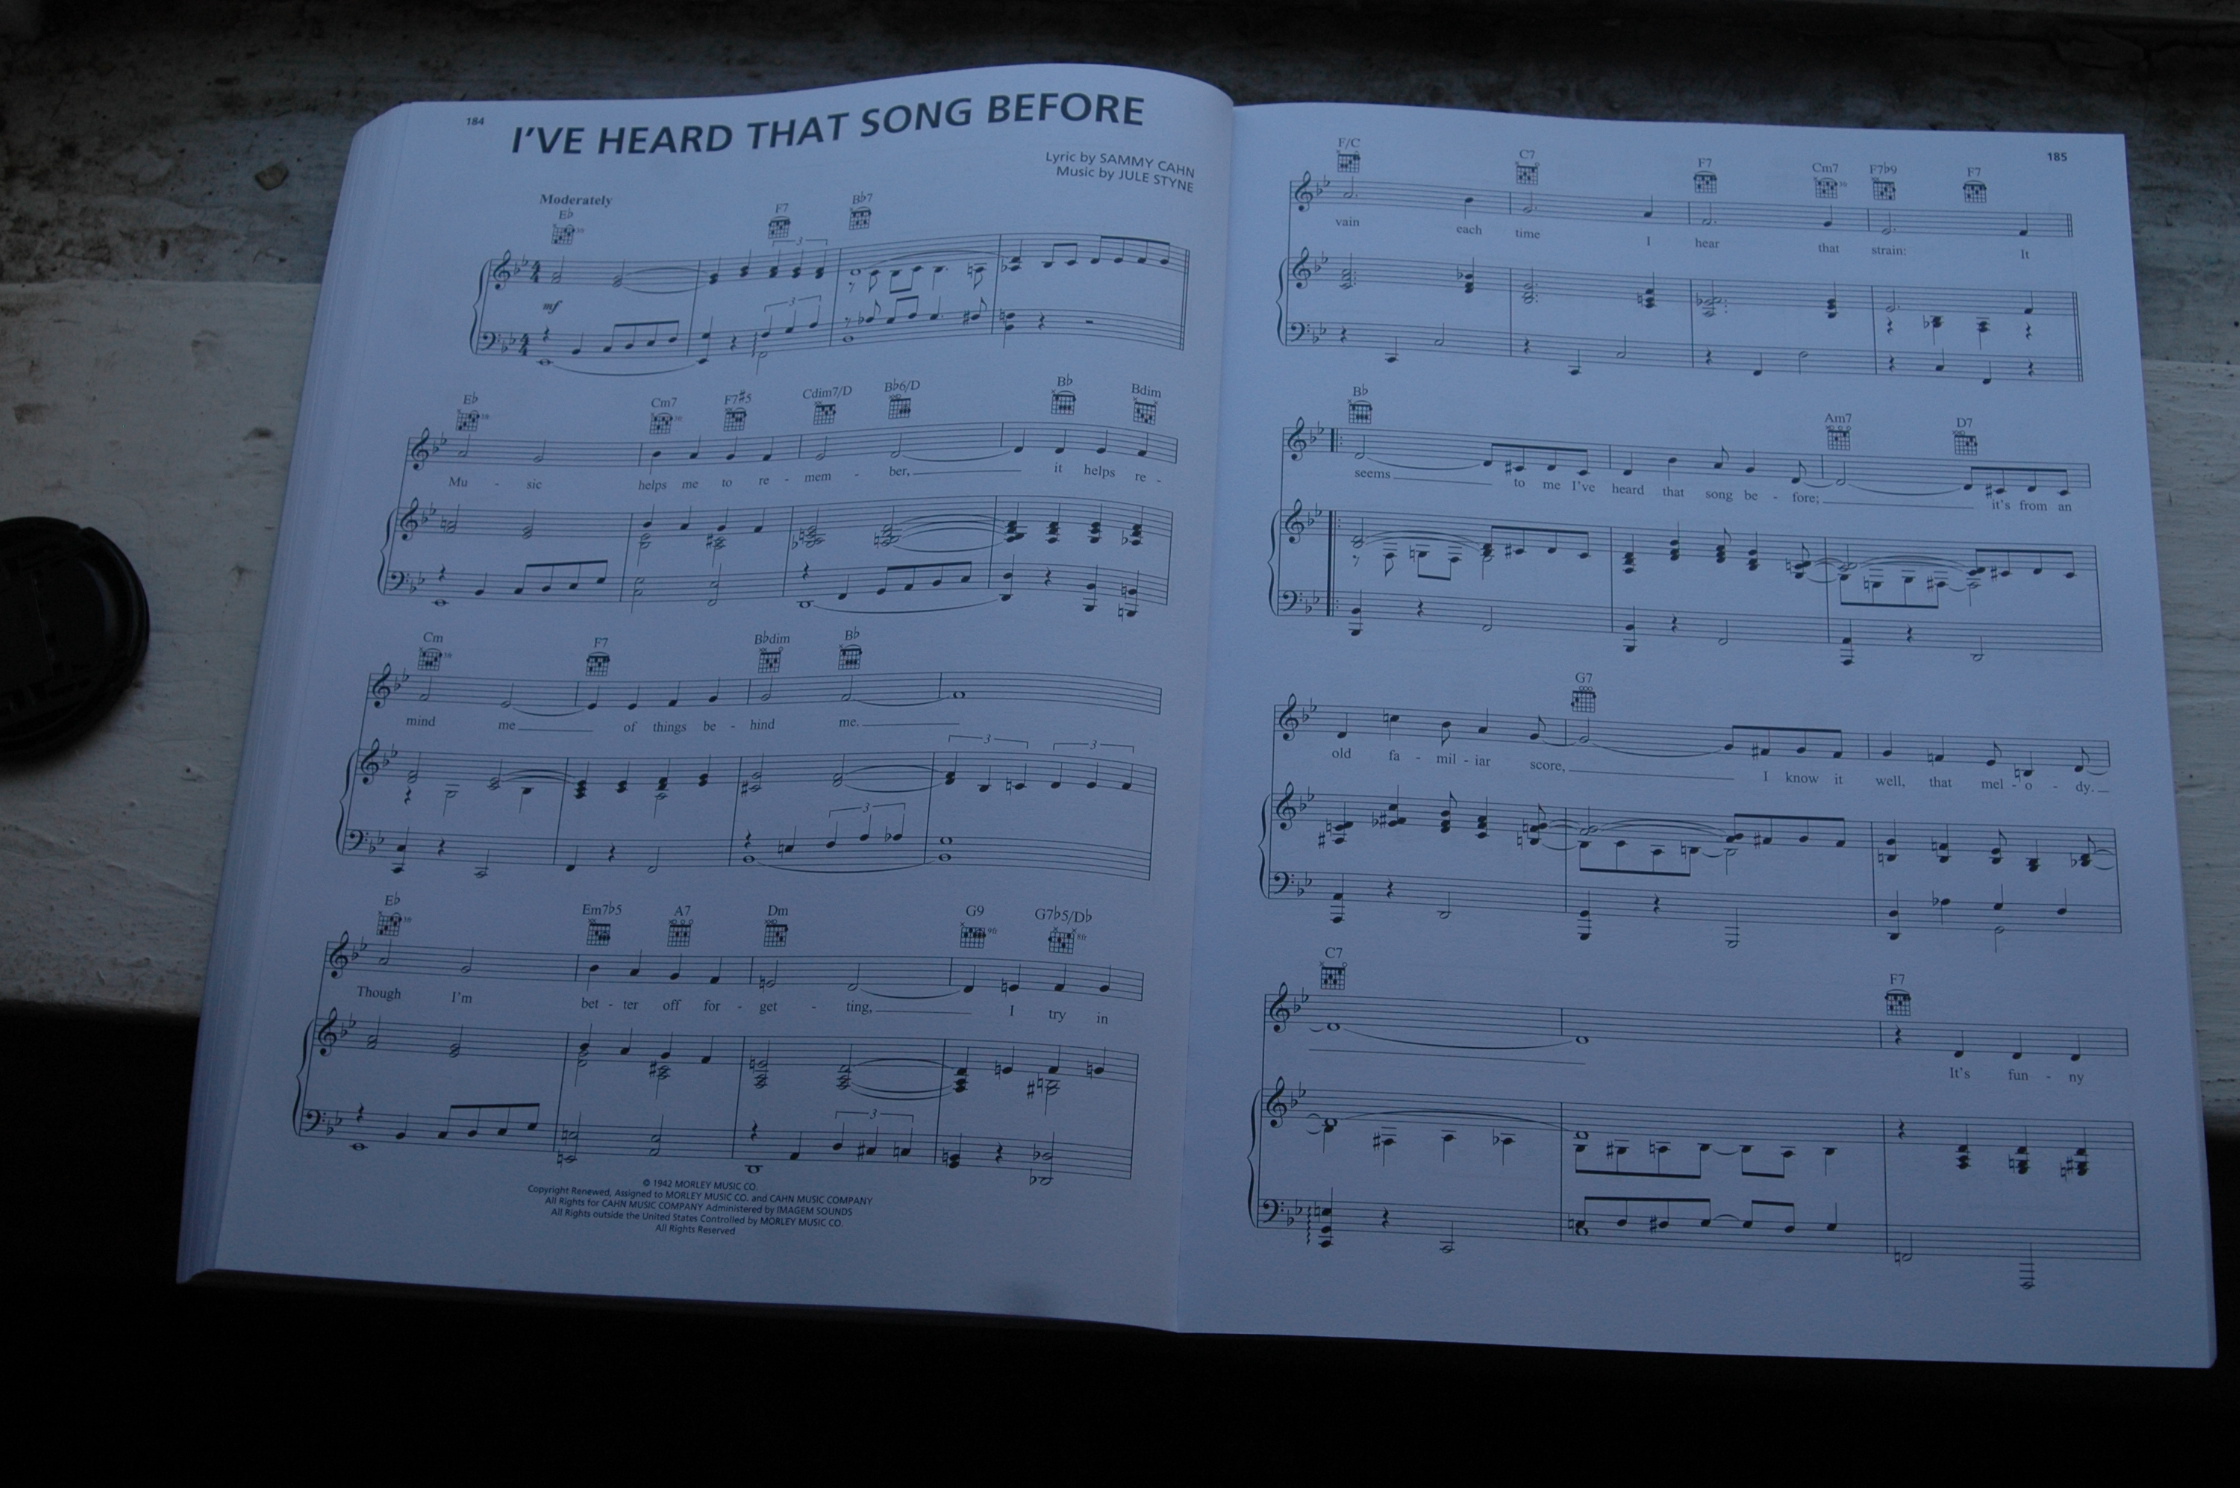 184
I'VE HEARD THAT SONG BEFORE
Lyric by SAMMY CAHN
Music by JULE STYNE
Moderately
E♭ F7 B♭7
3
mf
3
E♭ Cm7 F7♯5 Cdim7/D B♭6/D B♭ Bdim
Mu - sic helps me to re - mem - ber, it helps re -
Cm F7 B♭dim B♭
mind me of things be - hind me.
3 3
3
E♭ Em7♭5 A7 Dm G9 G7♭5/D♭
Though I'm bet - ter off for - get - ting, I try in
3
© 1942 MORLEY MUSIC CO.
Copyright Renewed, Assigned to MORLEY MUSIC CO. and CAHN MUSIC COMPANY
All Rights for CAHN MUSIC COMPANY Administered by IMAGEM SOUNDS
All Rights outside the United States Controlled by MORLEY MUSIC CO.
All Rights Reserved
185
F/C C7 F7 Cm7 F7♭9 F7
vain each time I hear that strain: It
B♭ Am7 D7
seems to me I've heard that song be - fore; it's from an
G7
old fa - mil - iar score, I know it well, that mel - o - dy.
C7 F7
It's fun - ny